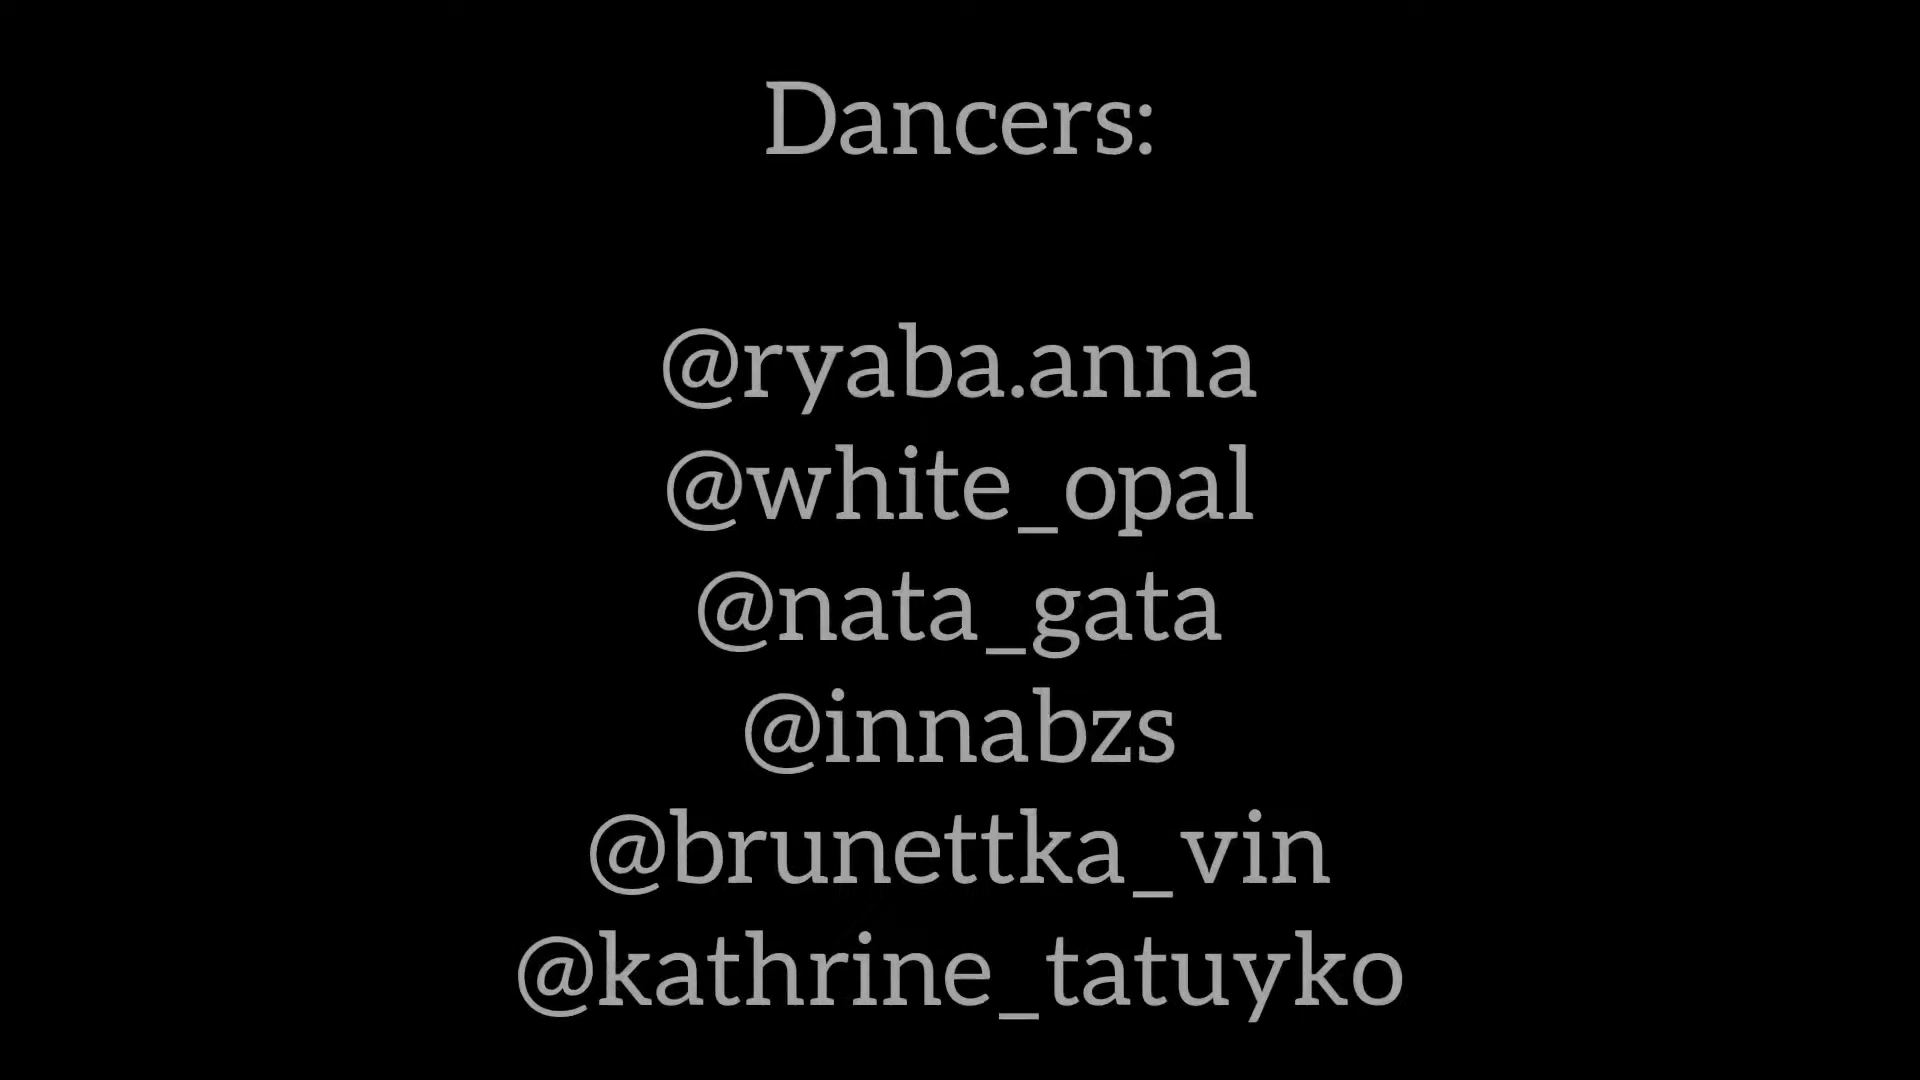 Dancers:
@ryaba.anna
@white_opal
@nata_gata
@innabzs
@brunettka_vin
@kathrine_tatuyko